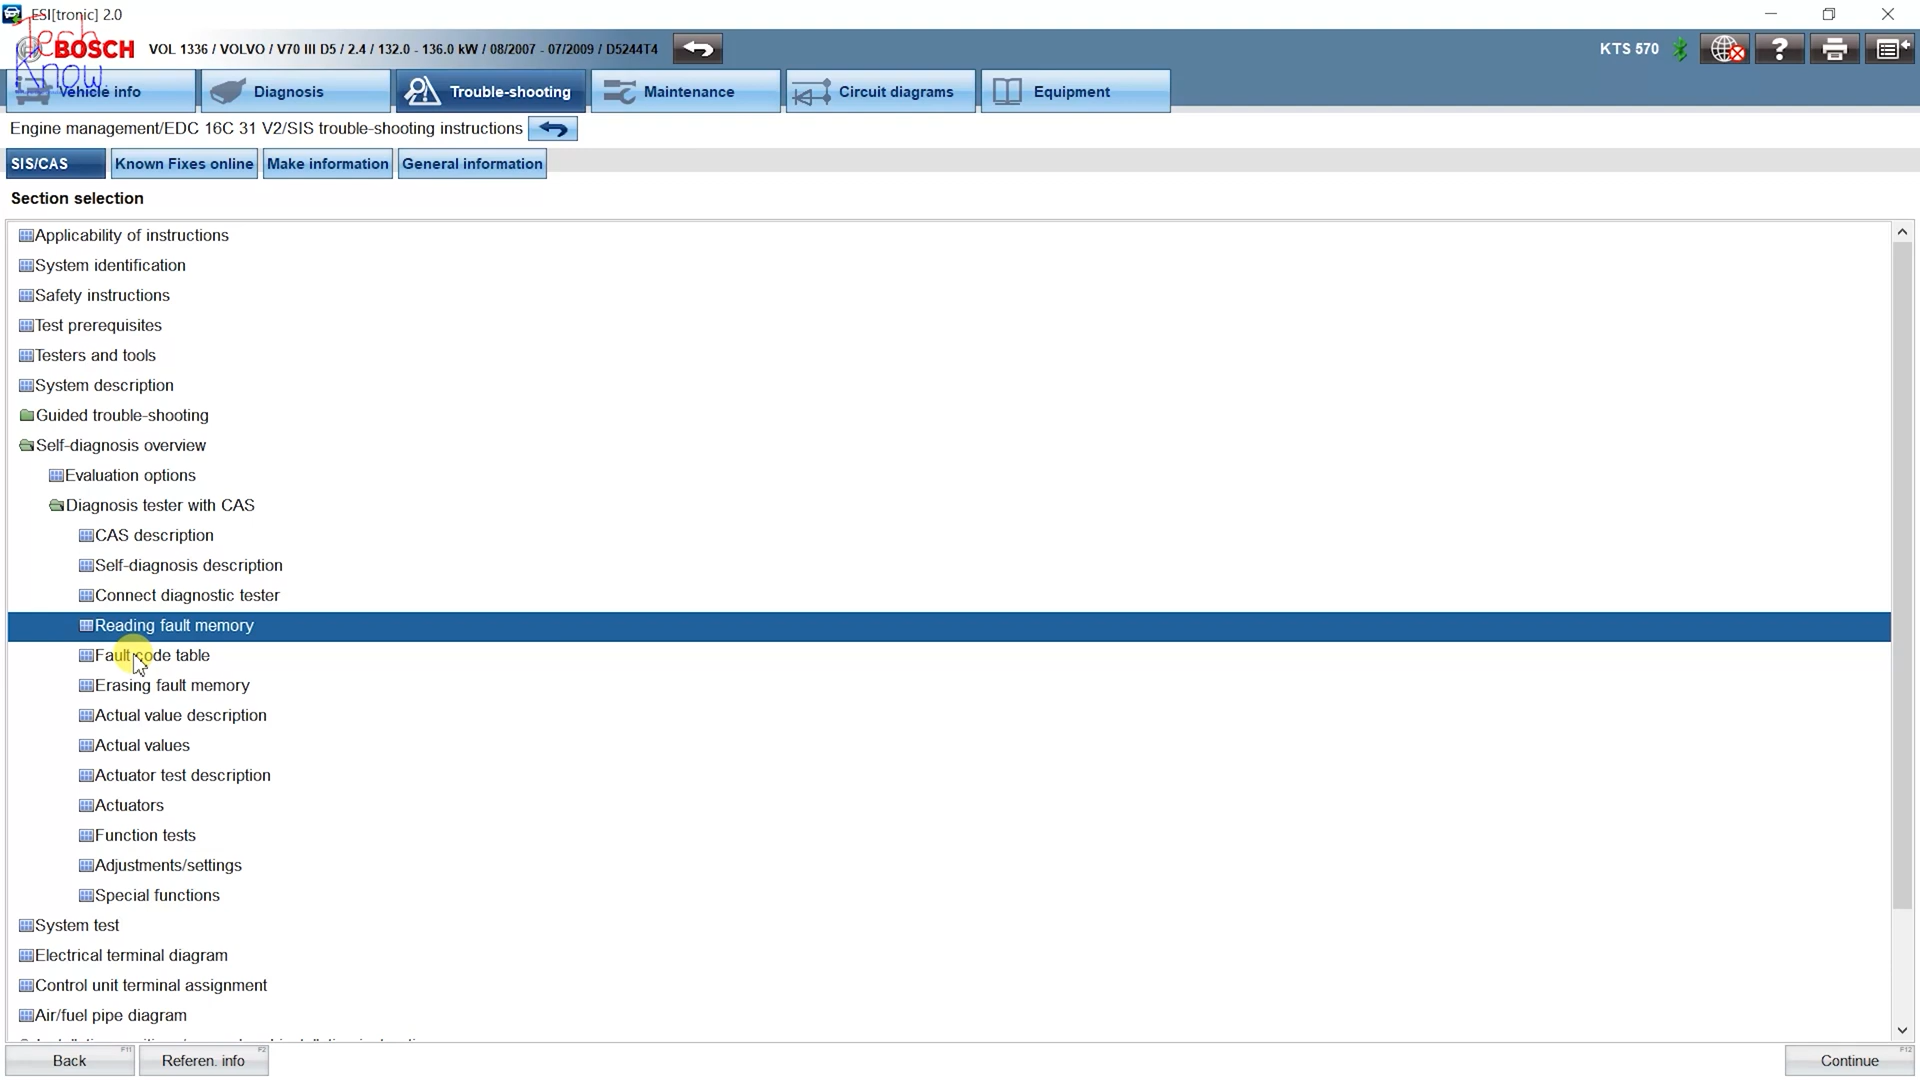 ESI[tronic] 2.0
Tech
Know
BOSCH
VOL 1336 / VOLVO / V70 III D5 / 2.4 / 132.0 - 136.0 kW / 08/2007 - 07/2009 / D5244T4
KTS 570
?
Vehicle info
Diagnosis
Trouble-shooting
Maintenance
Circuit diagrams
Equipment
Engine management/EDC 16C 31 V2/SIS trouble-shooting instructions
SIS/CAS
Known Fixes online
Make information
General information
Section selection
Applicability of instructions
System identification
Safety instructions
Test prerequisites
Testers and tools
System description
Guided trouble-shooting
Self-diagnosis overview
Evaluation options
Diagnosis tester with CAS
CAS description
Self-diagnosis description
Connect diagnostic tester
Reading fault memory
Fault code table
Erasing fault memory
Actual value description
Actual values
Actuator test description
Actuators
Function tests
Adjustments/settings
Special functions
System test
Electrical terminal diagram
Control unit terminal assignment
Air/fuel pipe diagram
Back F11
Referen. info F2
Continue F12